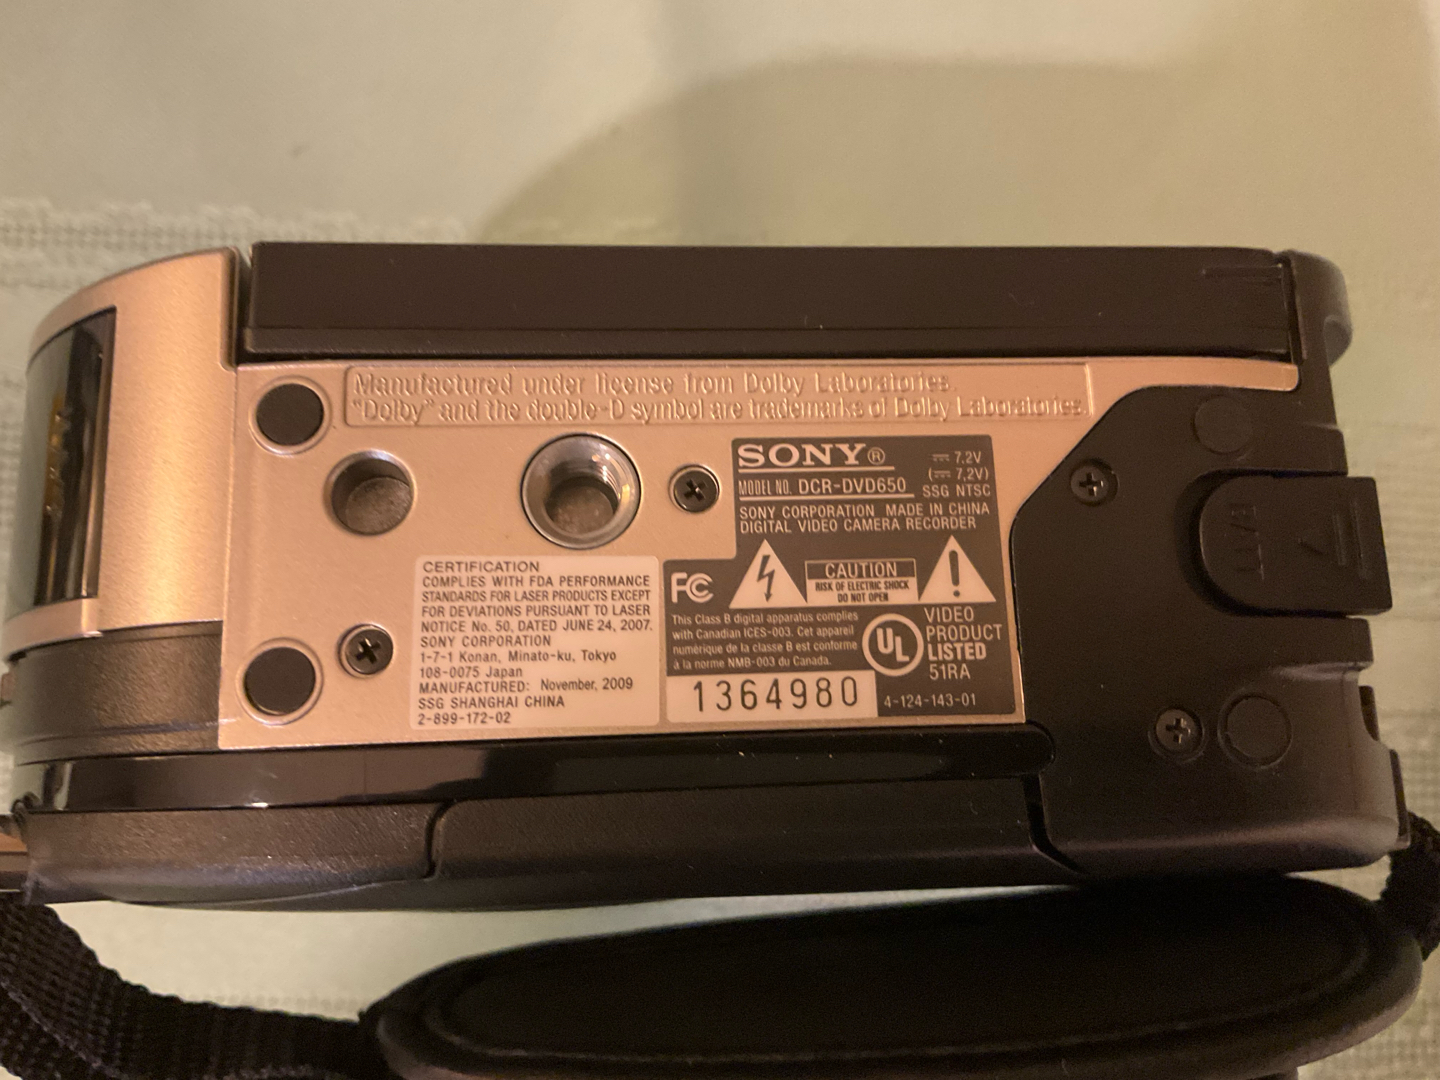 Manufactured under license from Dolby Laboratories.
"Dolby" and the double-D symbol are trademarks of Dolby Laboratories.
SONY®
⎓ 7,2V
(⎓ 7,2V)
MODEL NO. DCR-DVD650 SSG NTSC
SONY CORPORATION MADE IN CHINA
DIGITAL VIDEO CAMERA RECORDER
CAUTION
RISK OF ELECTRIC SHOCK
DO NOT OPEN
FC
This Class B digital apparatus complies
with Canadian ICES-003. Cet appareil
numérique de la classe B est conforme
à la norme NMB-003 du Canada.
UL
VIDEO
PRODUCT
LISTED
51RA
1364980
4-124-143-01
CERTIFICATION
COMPLIES WITH FDA PERFORMANCE
STANDARDS FOR LASER PRODUCTS EXCEPT
FOR DEVIATIONS PURSUANT TO LASER
NOTICE No. 50, DATED JUNE 24, 2007.
SONY CORPORATION
1-7-1 Konan, Minato-ku, Tokyo
108-0075 Japan
MANUFACTURED: November, 2009
SSG SHANGHAI CHINA
2-899-172-02
BATT